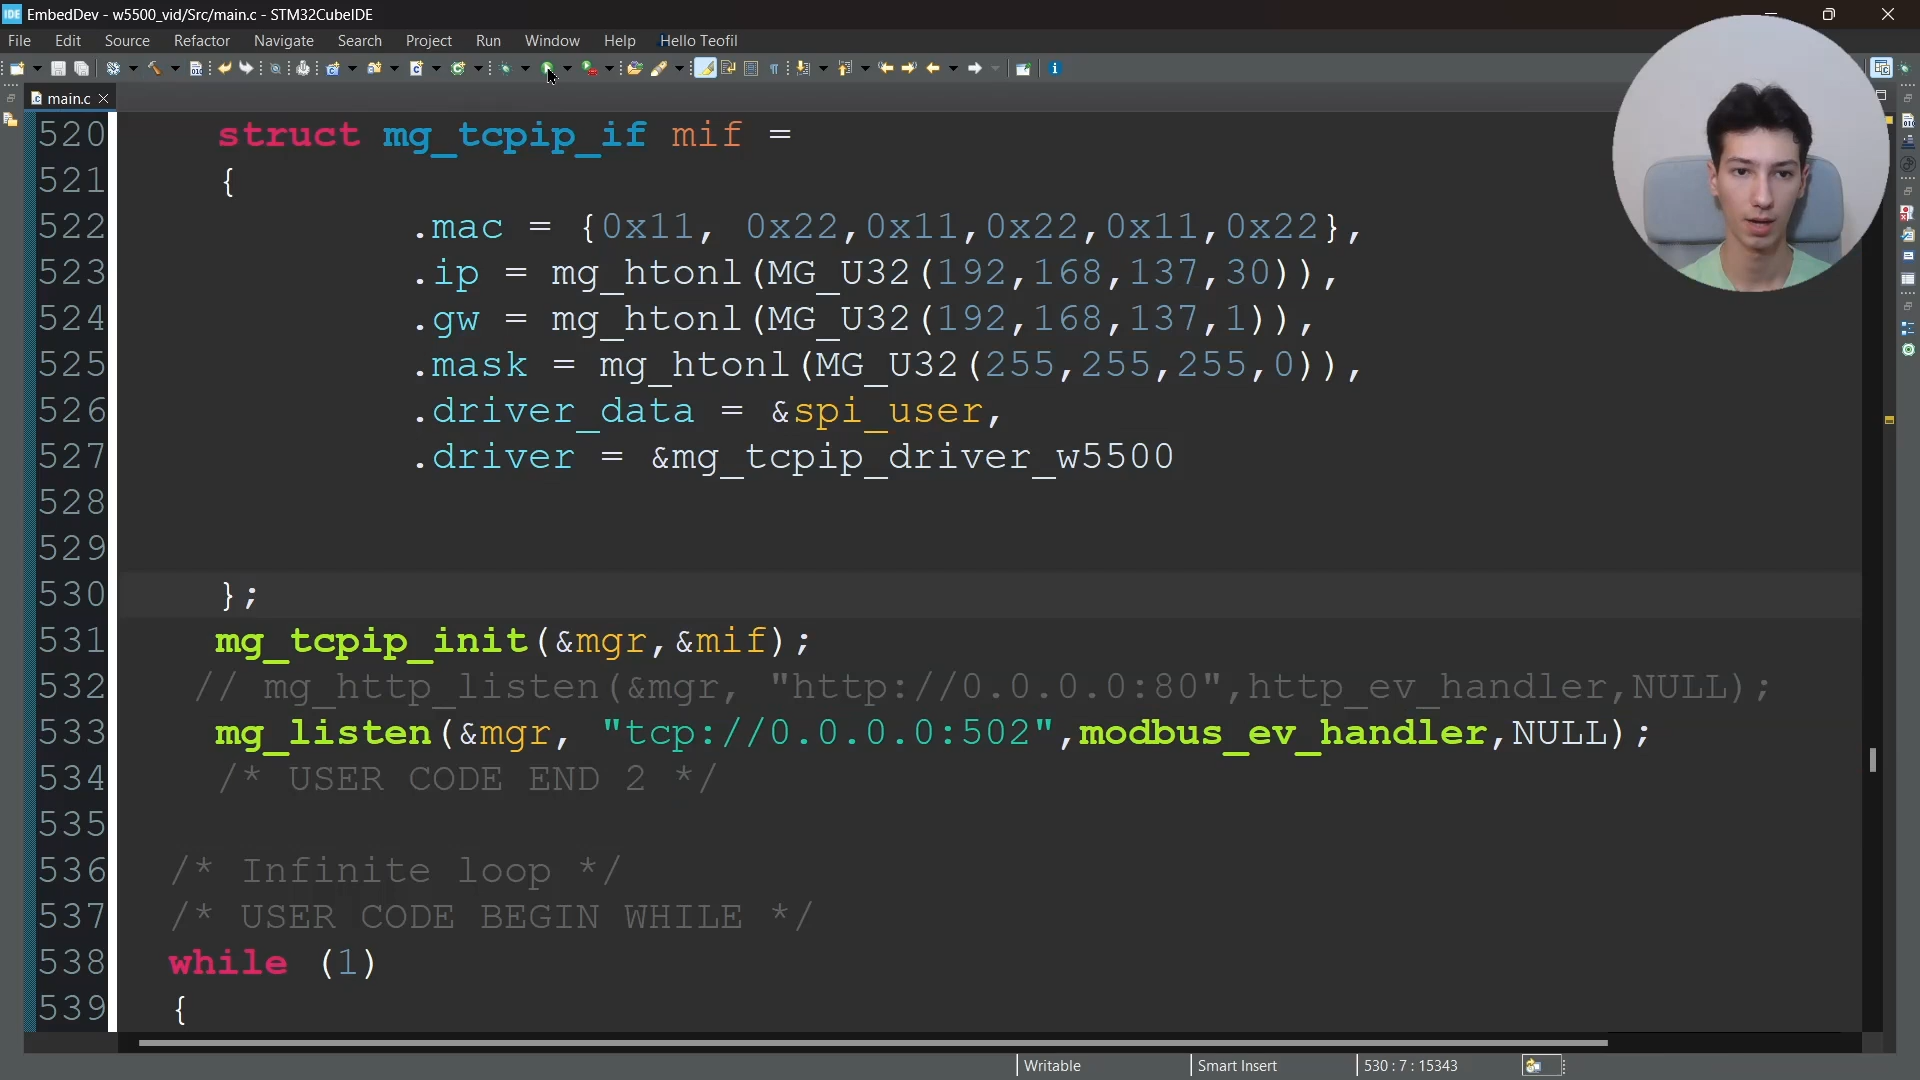 IDE EmbedDev - w5500_vid/Src/main.c - STM32CubeIDE
File Edit Source Refactor Navigate Search Project Run Window Help Hello Teofil
main.c
520 struct mg_tcpip_if mif =
521 {
522 .mac = {0x11, 0x22,0x11,0x22,0x11,0x22},
523 .ip = mg_htonl(MG_U32(192,168,137,30)),
524 .gw = mg_htonl(MG_U32(192,168,137,1)),
525 .mask = mg_htonl(MG_U32(255,255,255,0)),
526 .driver_data = &spi_user,
527 .driver = &mg_tcpip_driver_w5500
528
529
530 };
531 mg_tcpip_init(&mgr,&mif);
532 // mg_http_listen(&mgr, "http://0.0.0.0:80",http_ev_handler,NULL);
533 mg_listen(&mgr, "tcp://0.0.0.0:502",modbus_ev_handler,NULL);
534 /* USER CODE END 2 */
535
536 /* Infinite loop */
537 /* USER CODE BEGIN WHILE */
538 while (1)
539 {
Writable Smart Insert 530 : 7 : 15343